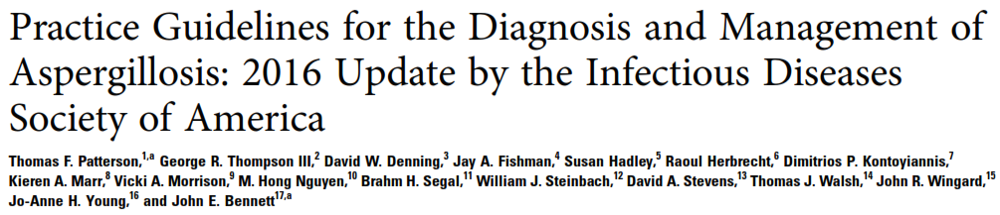 Practice Guidelines for the Diagnosis and Management of
Aspergillosis: 2016 Update by the Infectious Diseases
Society of America
Thomas F. Patterson,1,a George R. Thompson III,2 David W. Denning,3 Jay A. Fishman,4 Susan Hadley,5 Raoul Herbrecht,6 Dimitrios P. Kontoyiannis,7
Kieren A. Marr,8 Vicki A. Morrison,9 M. Hong Nguyen,10 Brahm H. Segal,11 William J. Steinbach,12 David A. Stevens,13 Thomas J. Walsh,14 John R. Wingard,15
Jo-Anne H. Young,16 and John E. Bennett17,a